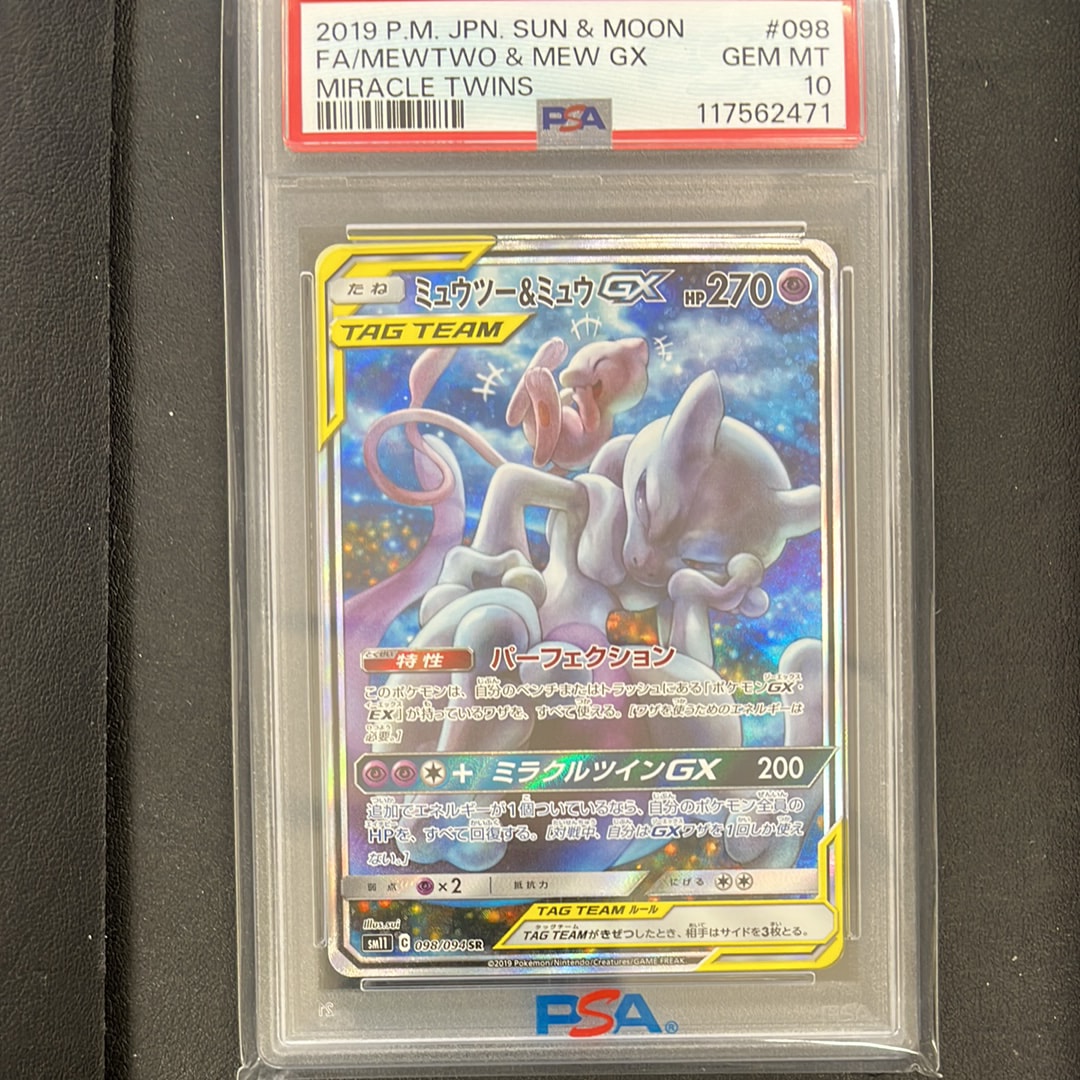 2019 P.M. JPN. SUN & MOON #098
FA/MEWTWO & MEW GX GEM MT
MIRACLE TWINS 10
PSA 117562471
たね ミュウツー&ミュウGX HP270
TAG TEAM
特性 パーフェクション
このポケモンは、自分のベンチまたはトラッシュにある「ポケモンGX・
EX」が持っているワザを、すべて使える。[ワザを使うためのエネルギーは
必要。]
+ ミラクルツインGX 200
追加でエネルギーが1個ついているなら、自分のポケモン全員の
HPを、すべて回復する。[対戦中、自分はGXワザを1回しか使え
ない。]
弱点 ×2 抵抗力 にげる
TAG TEAM ルール
TAG TEAMがきぜつしたとき、相手はサイドを3枚とる。
Illus. sui
sm11 C 098/094 SR
©2019 Pokémon/Nintendo/Creatures/GAME FREAK.
PSA®